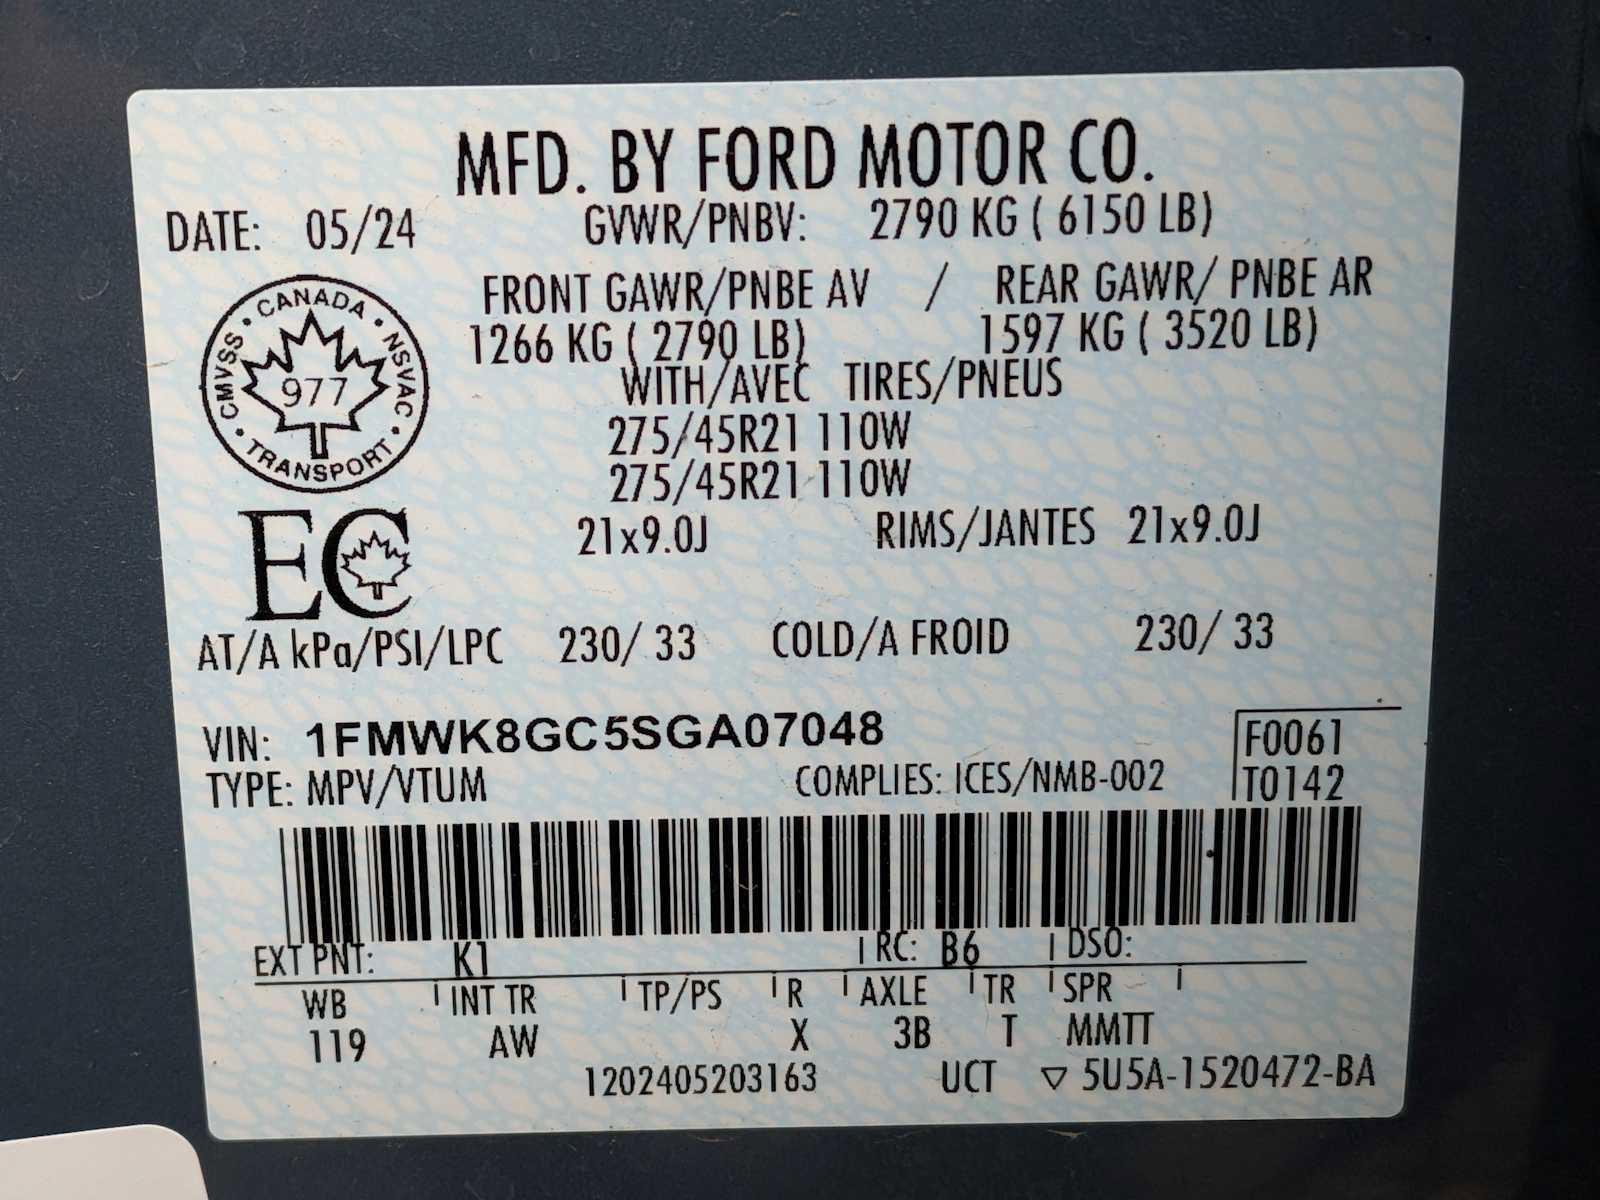 MFD. BY FORD MOTOR CO.
DATE: 05/24 GVWR/PNBV: 2790 KG ( 6150 LB)
FRONT GAWR/PNBE AV / REAR GAWR/ PNBE AR
1266 KG ( 2790 LB) 1597 KG ( 3520 LB)
WITH/AVEC TIRES/PNEUS
275/45R21 110W
275/45R21 110W
21x9.0J RIMS/JANTES 21x9.0J
CMVSS • CANADA • NSVAC • TRANSPORT •
977
EC
AT/A kPa/PSI/LPC 230/ 33 COLD/A FROID 230/ 33
VIN: 1FMWK8GC5SGA07048
F0061
TYPE: MPV/VTUM COMPLIES: ICES/NMB-002
T0142
EXT PNT: K1 RC: B6 DSO:
WB INT TR TP/PS R AXLE TR SPR
119 AW X 3B T MMTT
1202405203163 UCT ▽ 5U5A-1520472-BA